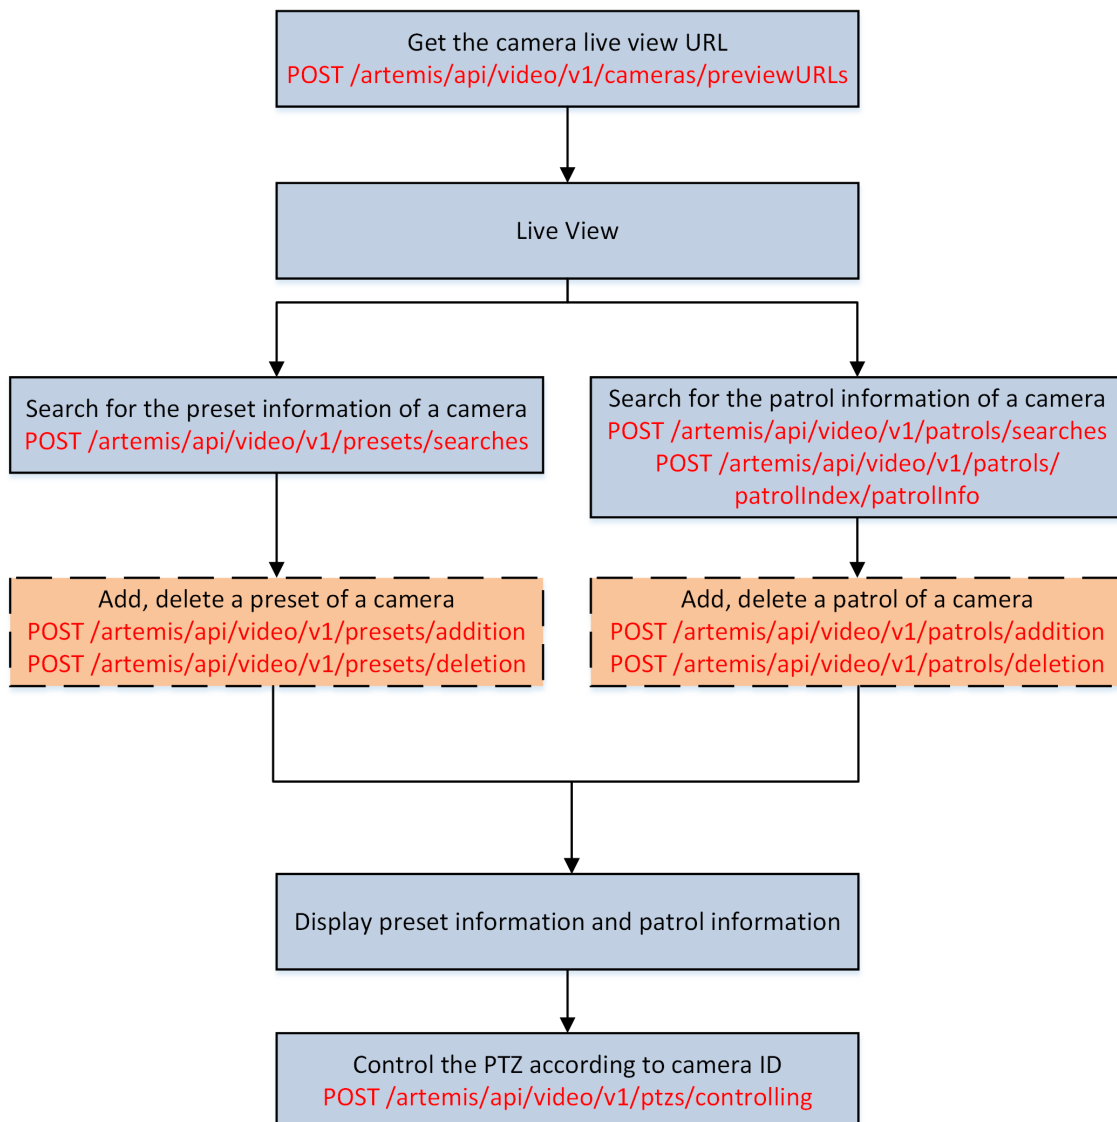 Get the camera live view URL
POST /artemis/api/video/v1/cameras/previewURLs
Live View
Search for the preset information of a camera
POST /artemis/api/video/v1/presets/searches
Search for the patrol information of a camera
POST /artemis/api/video/v1/patrols/searches
POST /artemis/api/video/v1/patrols/
patrolIndex/patrolInfo
Add, delete a preset of a camera
POST /artemis/api/video/v1/presets/addition
POST /artemis/api/video/v1/presets/deletion
Add, delete a patrol of a camera
POST /artemis/api/video/v1/patrols/addition
POST /artemis/api/video/v1/patrols/deletion
Display preset information and patrol information
Control the PTZ according to camera ID
POST /artemis/api/video/v1/ptzs/controlling